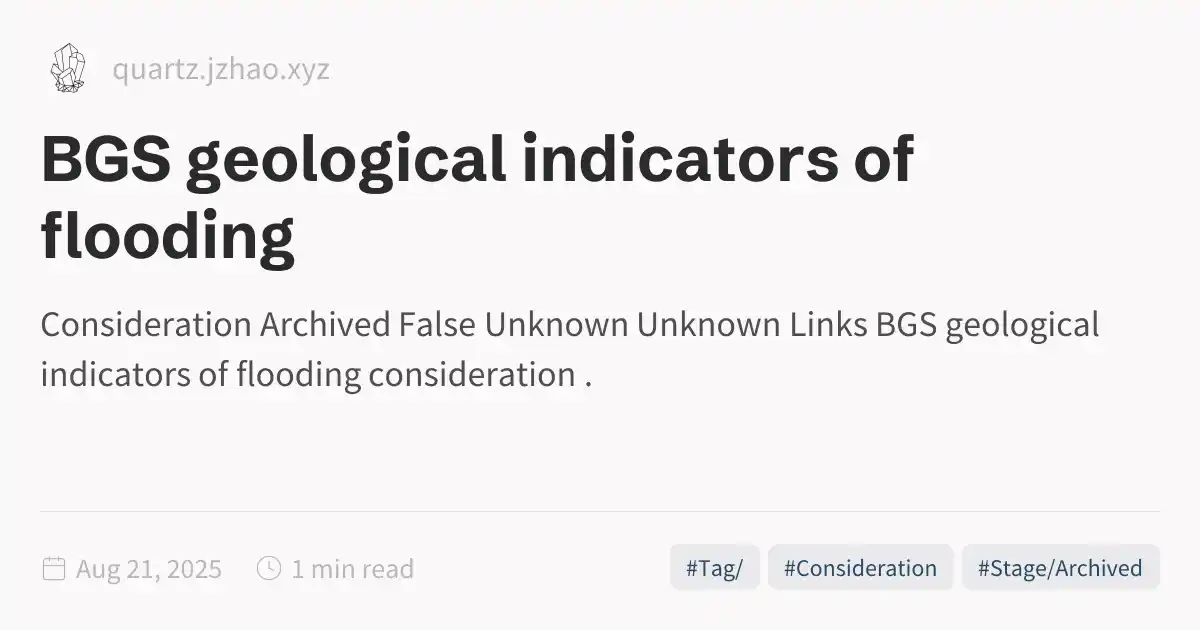 quartz.jzhao.xyz
BGS geological indicators of
flooding
Consideration Archived False Unknown Unknown Links BGS geological
indicators of flooding consideration .
Aug 21, 2025 1 min read #Tag/ #Consideration #Stage/Archived